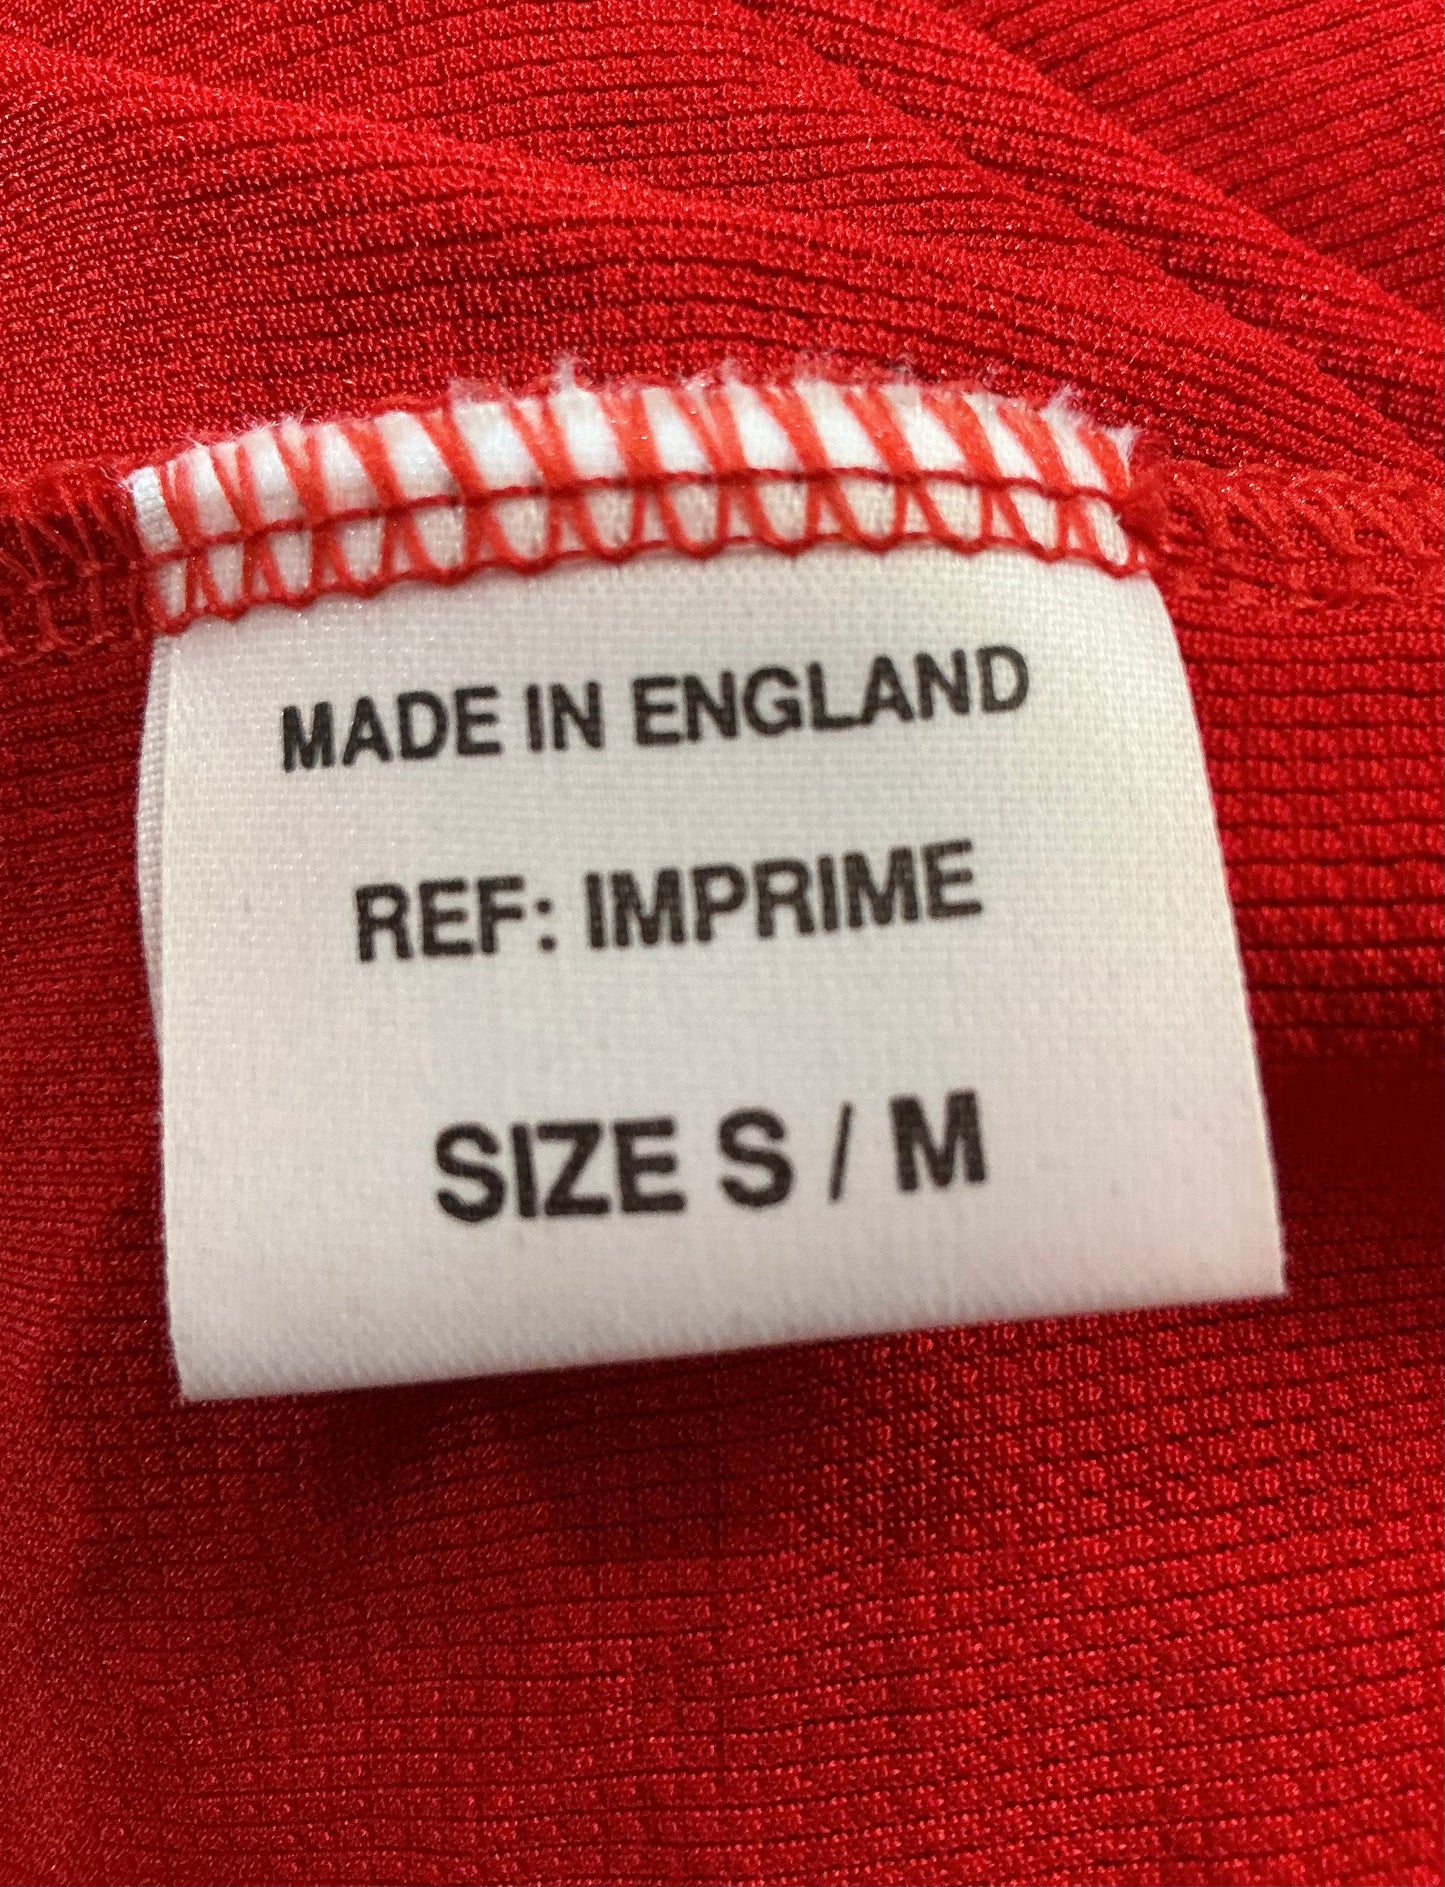 MADE IN ENGLAND
REF: IMPRIME
SIZE S / M